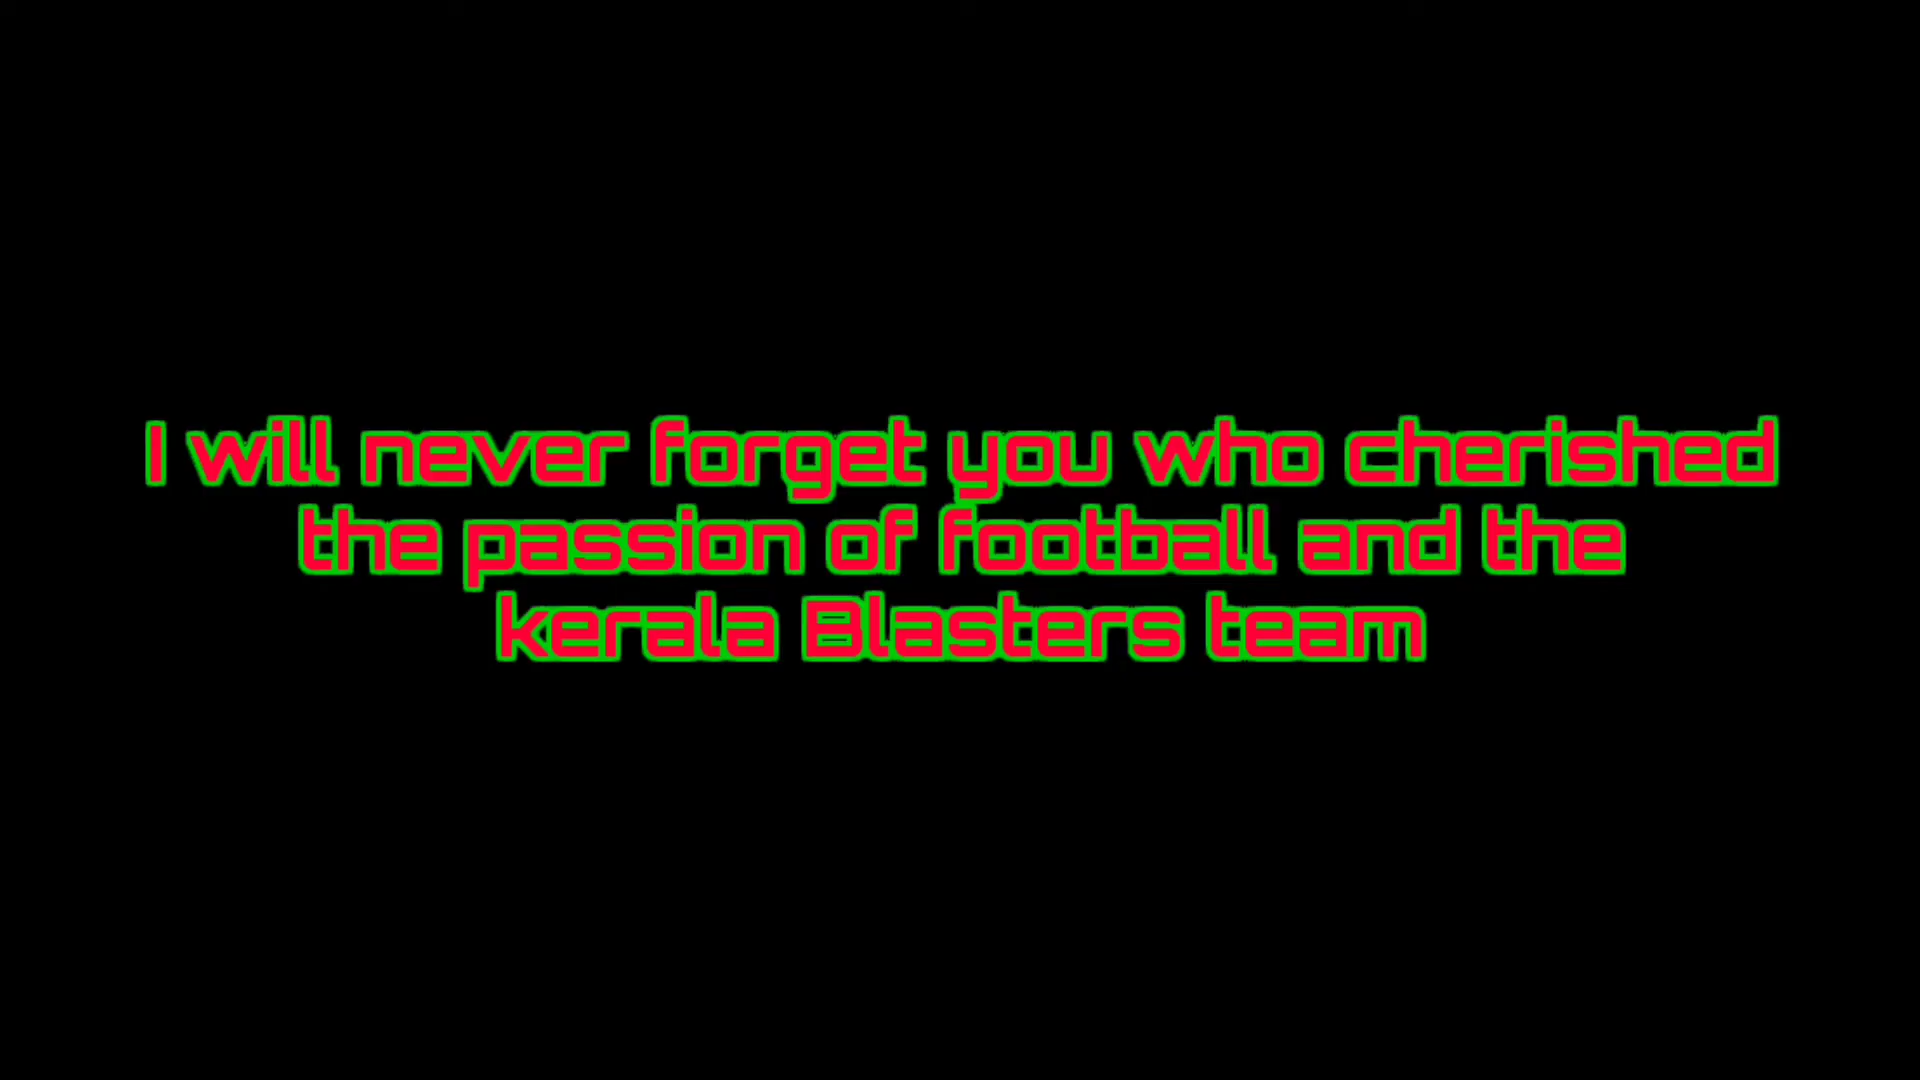 I will never forget you who cherished
the passion of football and the
kerala Blasters team